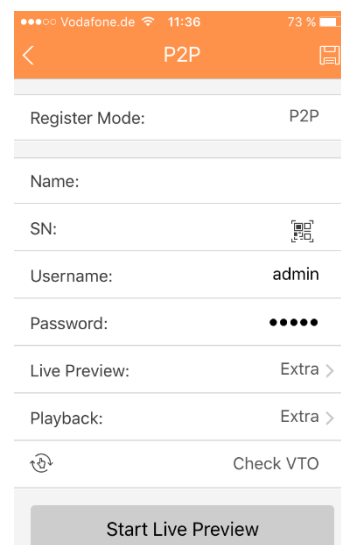 ●●●○○ Vodafone.de 11:36 73 %
P2P
Register Mode: P2P
Name:
SN:
Username: admin
Password: ●●●●●
Live Preview: Extra >
Playback: Extra >
Check VTO
Start Live Preview